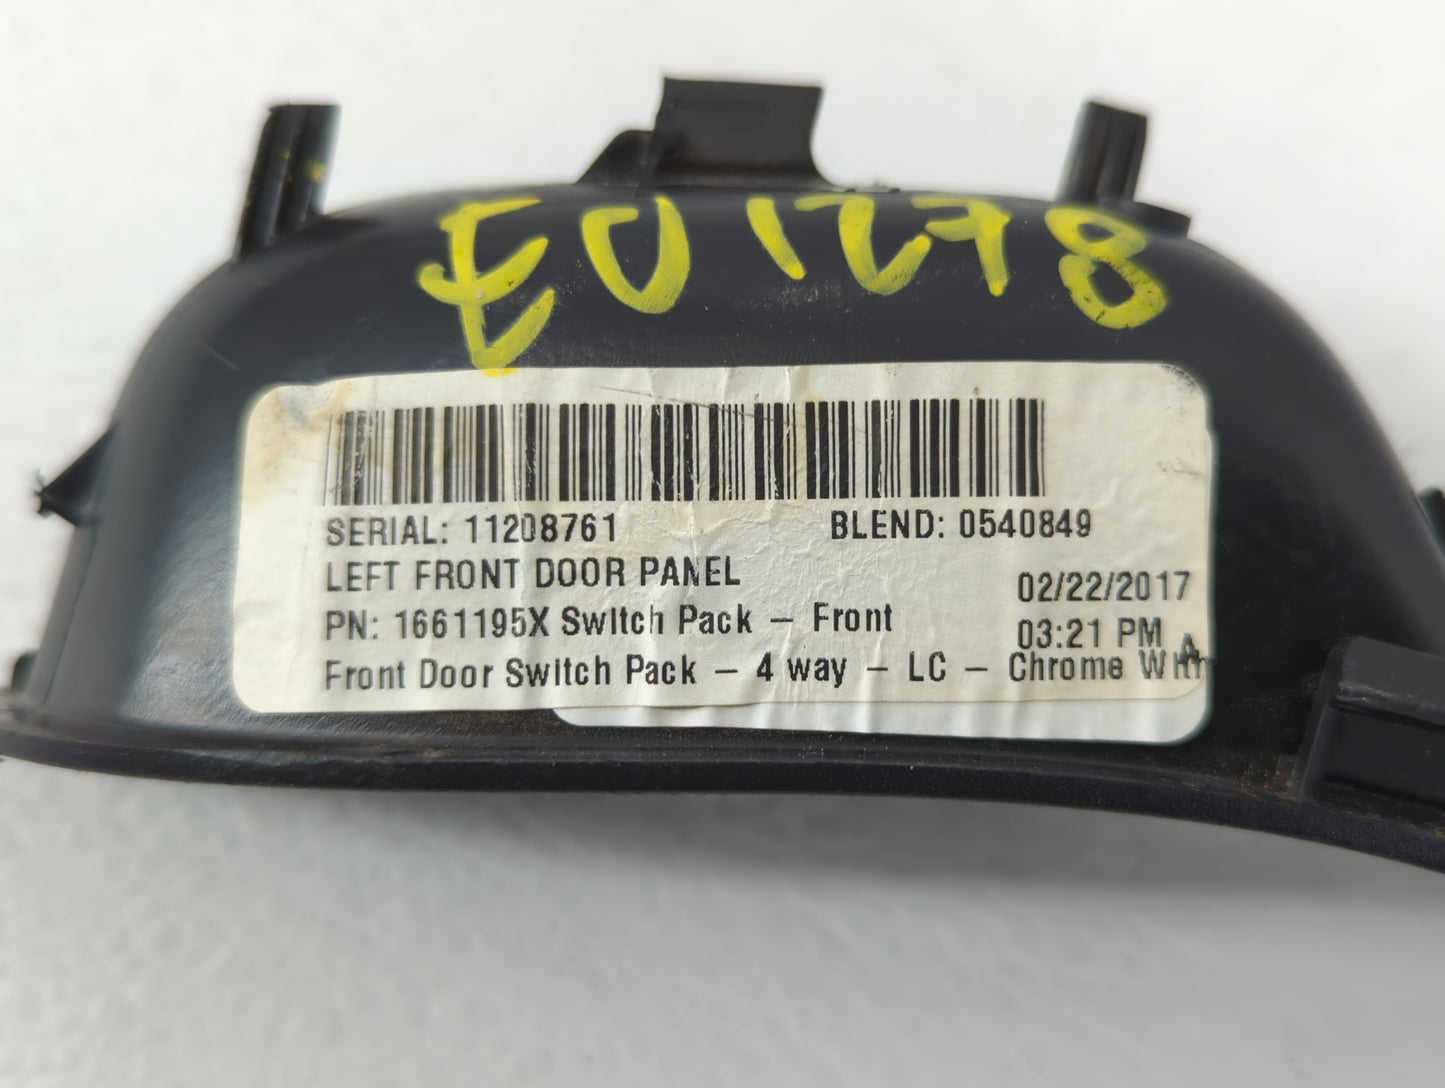 EU1278
SERIAL: 11208761 BLEND: 0540849
LEFT FRONT DOOR PANEL 02/22/2017
PN: 1661195X Switch Pack - Front 03:21 PM A
Front Door Switch Pack - 4 way - LC - Chrome